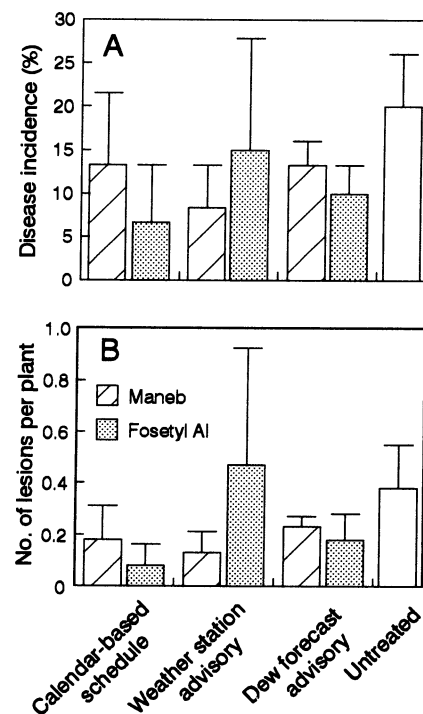 30
25
20
15
10
5
0
Disease incidence (%)
A
1.0
0.8
0.6
0.4
0.2
0
No. of lesions per plant
B
Maneb
Fosetyl Al
Calendar-based
schedule
Weather station
advisory
Dew forecast
advisory
Untreated